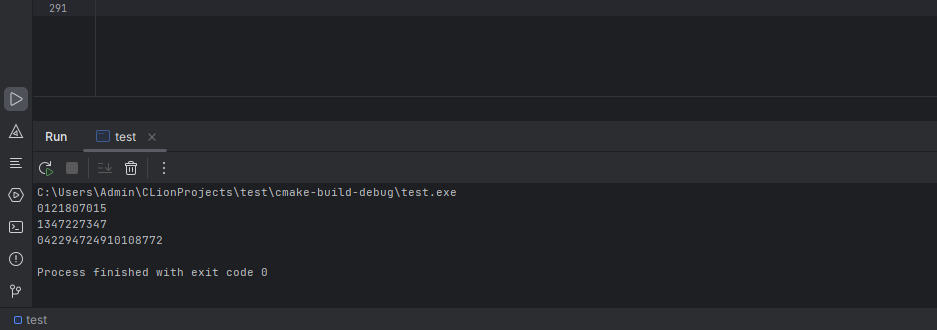 291
Run
test
C:\Users\Admin\CLionProjects\test\cmake-build-debug\test.exe
0121807015
1347227347
042294724910108772
Process finished with exit code 0
test